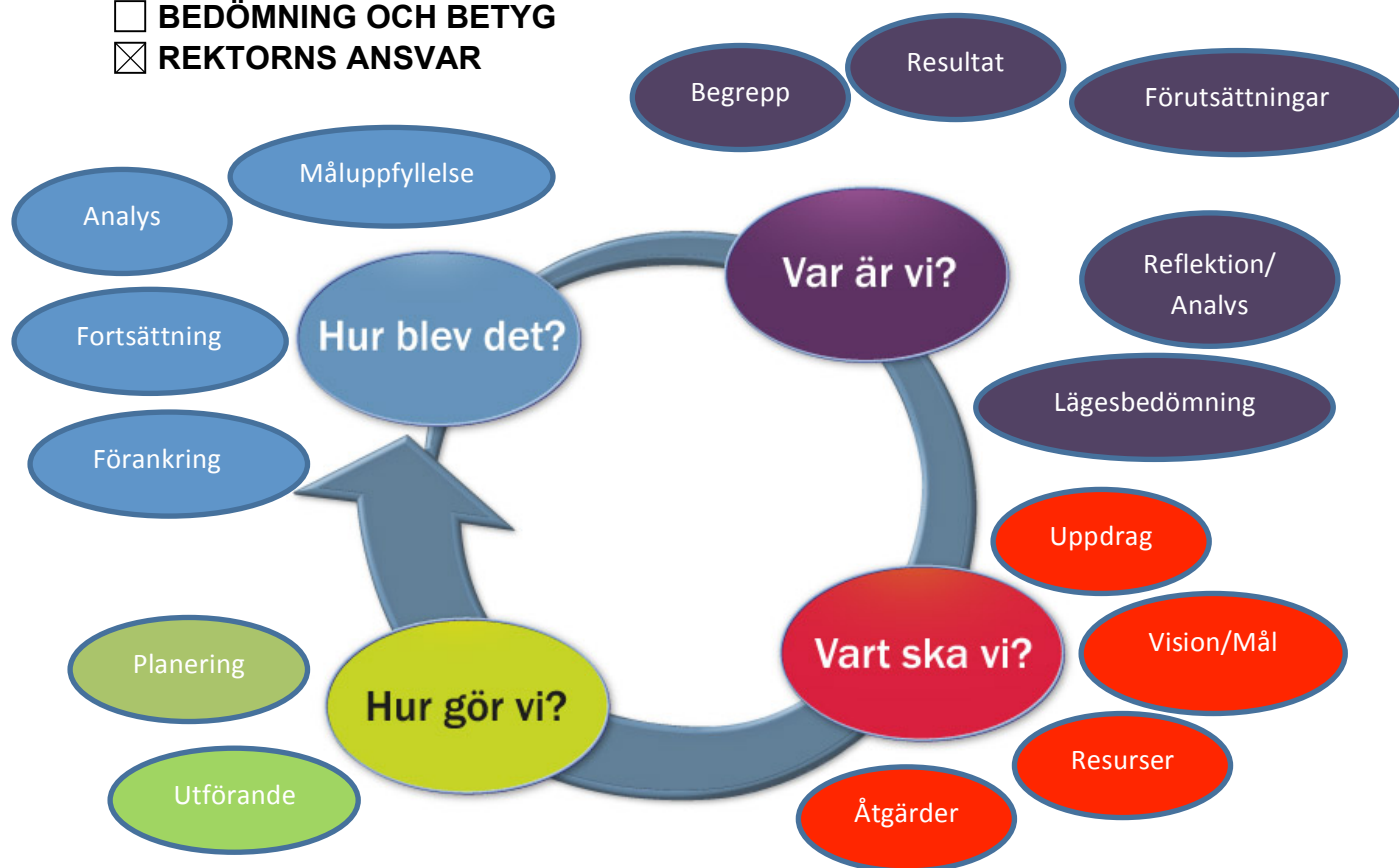 ☐ BEDÖMNING OCH BETYG
☒ REKTORNS ANSVAR
Begrepp
Resultat
Förutsättningar
Måluppfyllelse
Analys
Var är vi?
Reflektion/
Analys
Hur blev det?
Fortsättning
Lägesbedömning
Förankring
Uppdrag
Vision/Mål
Vart ska vi?
Planering
Hur gör vi?
Resurser
Utförande
Åtgärder